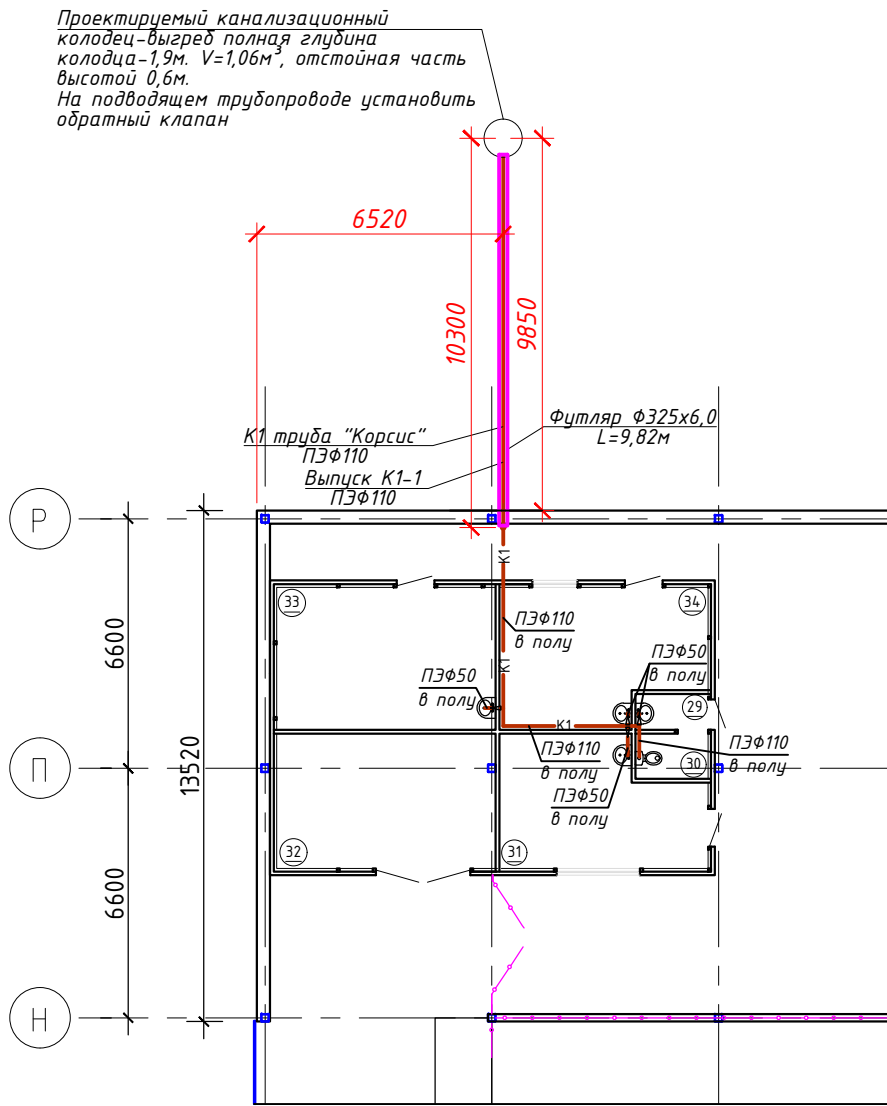 Проектируемый канализационный
колодец-выгреб полная глубина
колодца-1,9м. V=1,06м³, отстойная часть
высотой 0,6м.
На подводящем трубопроводе установить
обратный клапан
6520
10300
9850
К1 труба "Корсис"
ПЭФ110
Выпуск К1-1
ПЭФ110
Футляр Ф325х6,0
L=9,82м
Р
К1
33
34
ПЭФ110
в полу
6600
К1
ПЭФ50
в полу
ПЭФ50
в полу
29
К1
ПЭФ110
в полу
ПЭФ110
в полу
30
П
13520
ПЭФ50
в полу
32
31
6600
Н